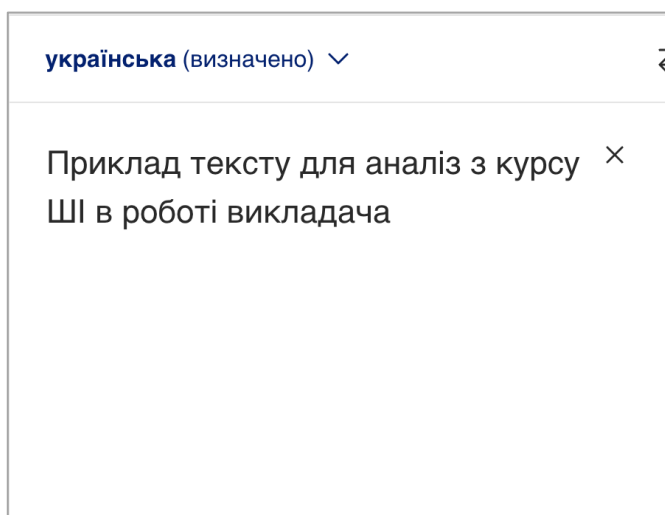 українська (визначено)
Приклад тексту для аналіз з курсу
ШІ в роботі викладача